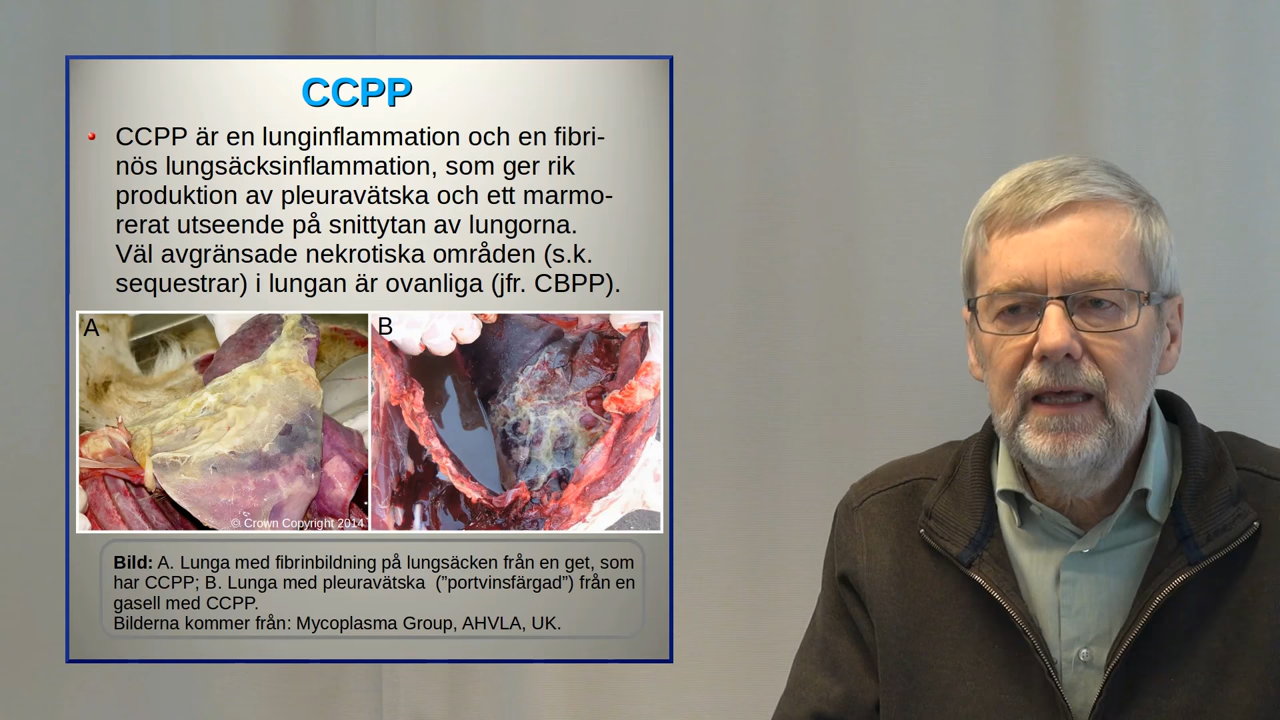 CCPP
CCPP är en lunginflammation och en fibri-
nös lungsäcksinflammation, som ger rik
produktion av pleuravätska och ett marmo-
rerat utseende på snittytan av lungorna.
Väl avgränsade nekrotiska områden (s.k.
sequestrar) i lungan är ovanliga (jfr. CBPP).
A
B
© Crown Copyright 2014
Bild: A. Lunga med fibrinbildning på lungsäcken från en get, som
har CCPP; B. Lunga med pleuravätska ("portvinsfärgad") från en
gasell med CCPP.
Bilderna kommer från: Mycoplasma Group, AHVLA, UK.